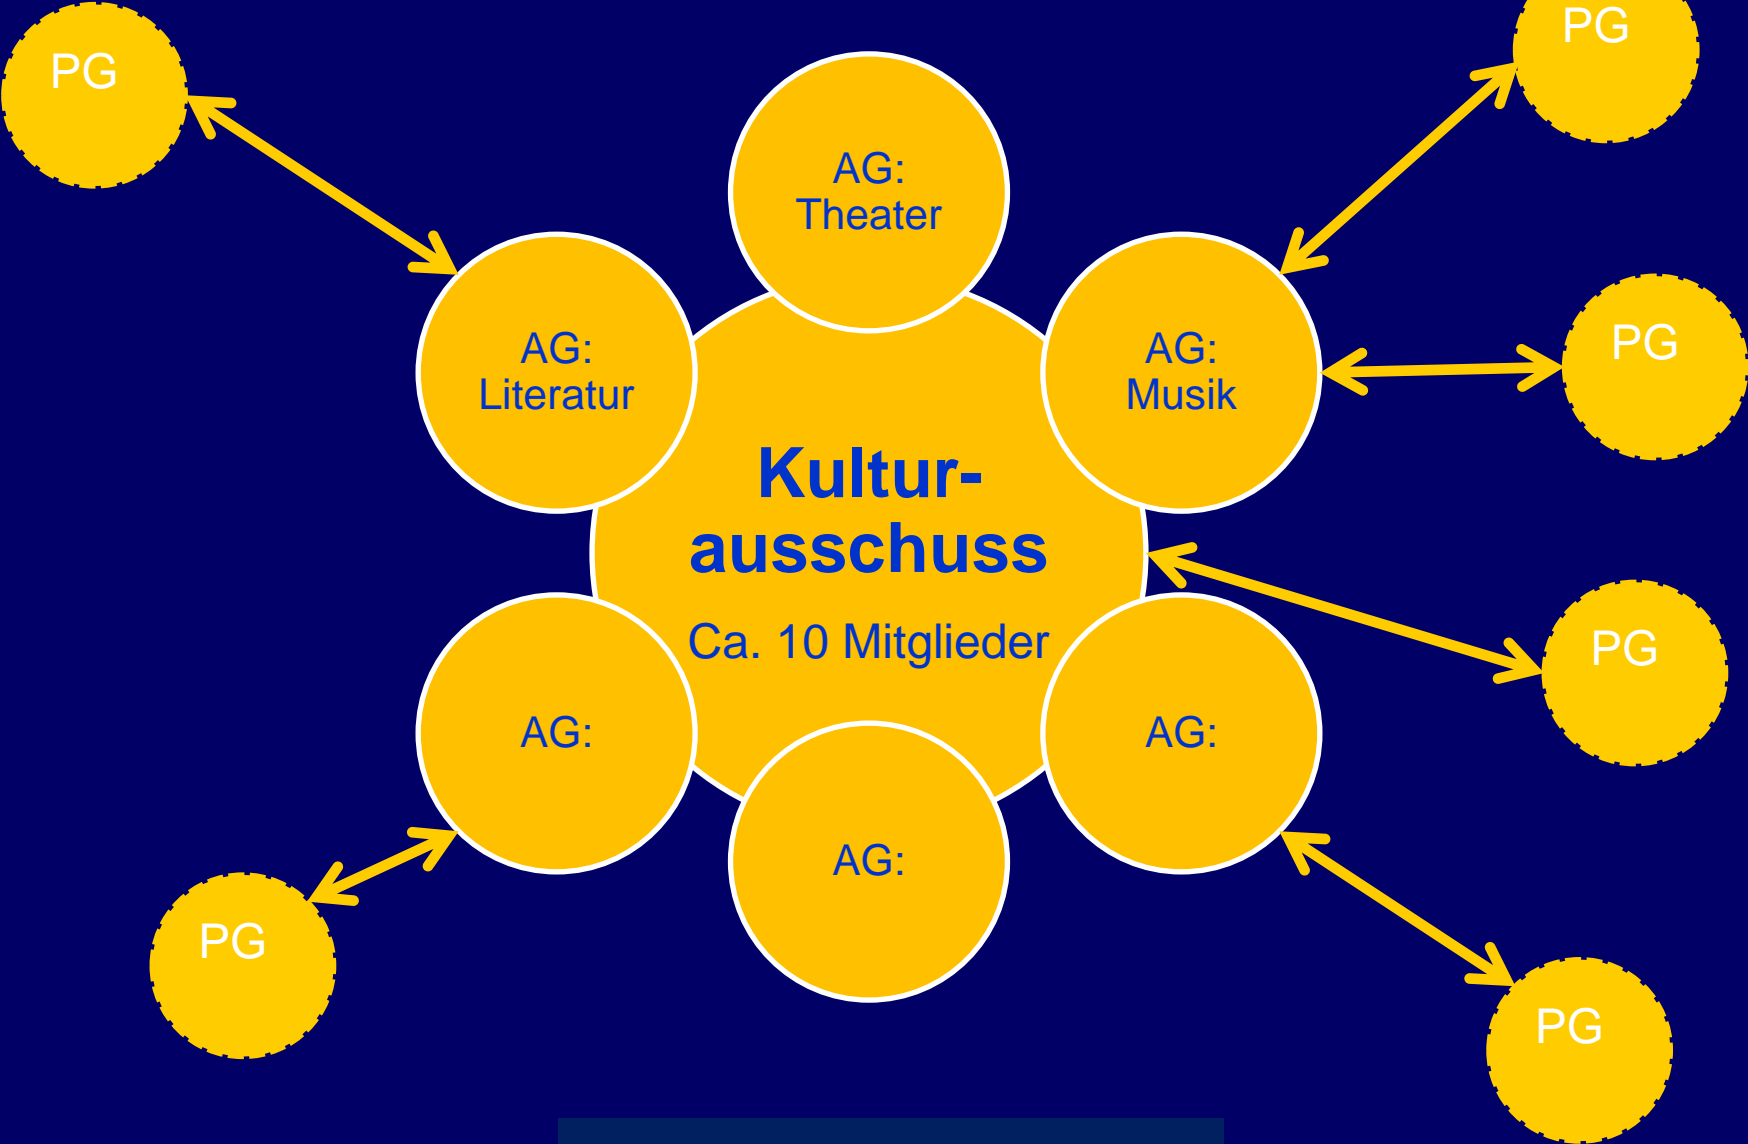 PG
PG
AG:
Theater
AG:
Literatur
AG:
Musik
PG
Kultur-
ausschuss
Ca. 10 Mitglieder
PG
AG:
AG:
AG:
PG
PG